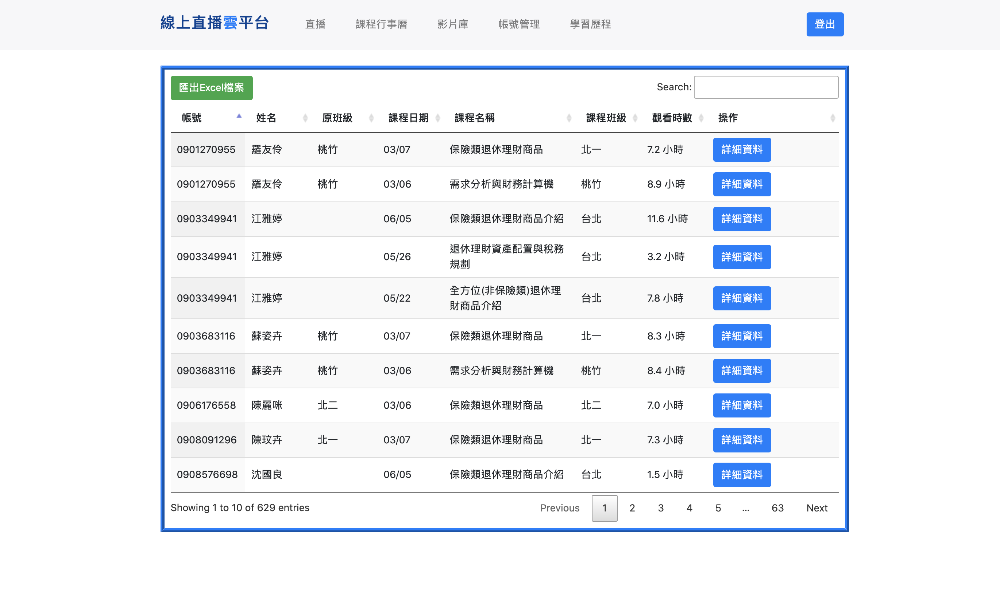 線上直播雲平台 直播 課程行事曆 影片庫 帳號管理 學習歷程 登出
匯出Excel檔案 Search:
帳號 姓名 原班級 課程日期 課程名稱 課程班級 觀看時數 操作
0901270955 羅友伶 桃竹 03/07 保險類退休理財商品 北一 7.2 小時 詳細資料
0901270955 羅友伶 桃竹 03/06 需求分析與財務計算機 桃竹 8.9 小時 詳細資料
0903349941 江雅婷 06/05 保險類退休理財商品介紹 台北 11.6 小時 詳細資料
0903349941 江雅婷 05/26 退休理財資產配置與稅務
規劃 台北 3.2 小時 詳細資料
0903349941 江雅婷 05/22 全方位(非保險類)退休理
財商品介紹 台北 7.8 小時 詳細資料
0903683116 蘇姿卉 桃竹 03/07 保險類退休理財商品 北一 8.3 小時 詳細資料
0903683116 蘇姿卉 桃竹 03/06 需求分析與財務計算機 桃竹 8.4 小時 詳細資料
0906176558 陳麗咪 北二 03/06 保險類退休理財商品 北二 7.0 小時 詳細資料
0908091296 陳玟卉 北一 03/07 保險類退休理財商品 北一 7.3 小時 詳細資料
0908576698 沈國良 06/05 保險類退休理財商品介紹 台北 1.5 小時 詳細資料
Showing 1 to 10 of 629 entries Previous 1 2 3 4 5 ... 63 Next